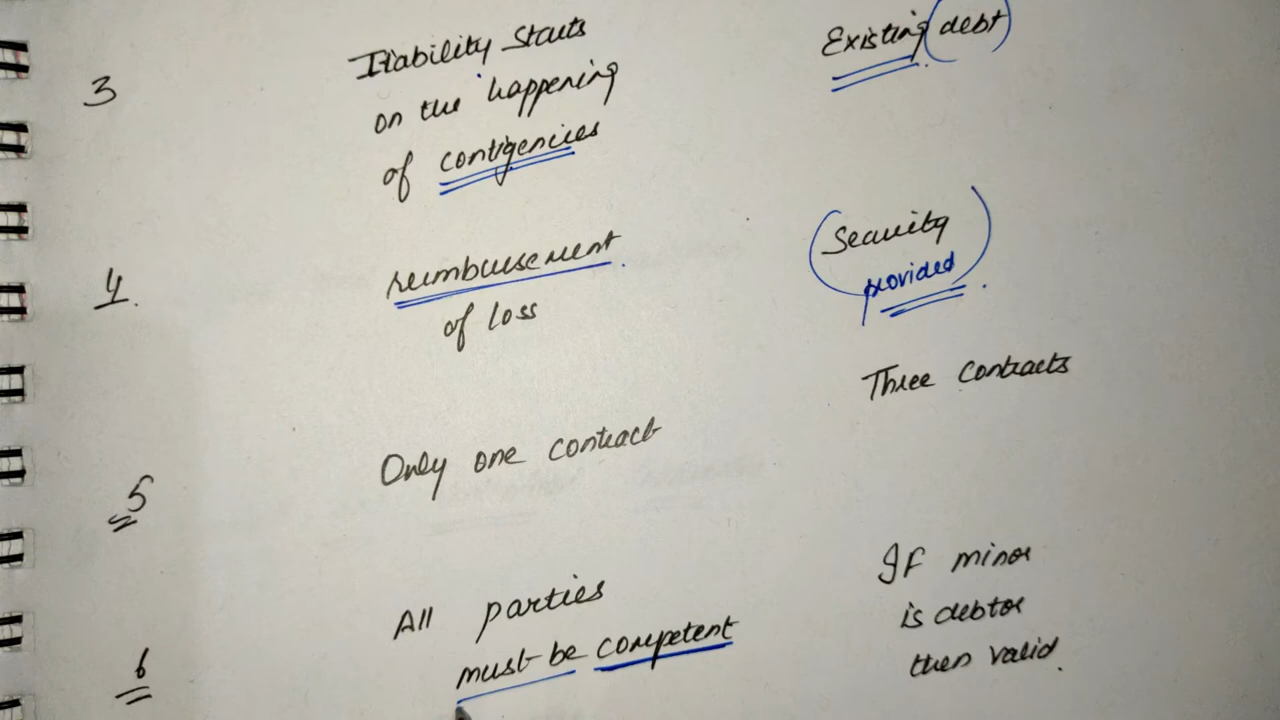 3
Liability Starts
on the happening
of contigencies
Existing debt
4.
reimbursement.
of loss
Security
provided.
5
Only one contract
Three contracts
6
All parties
must be competent
If minor
is debtor
then valid.